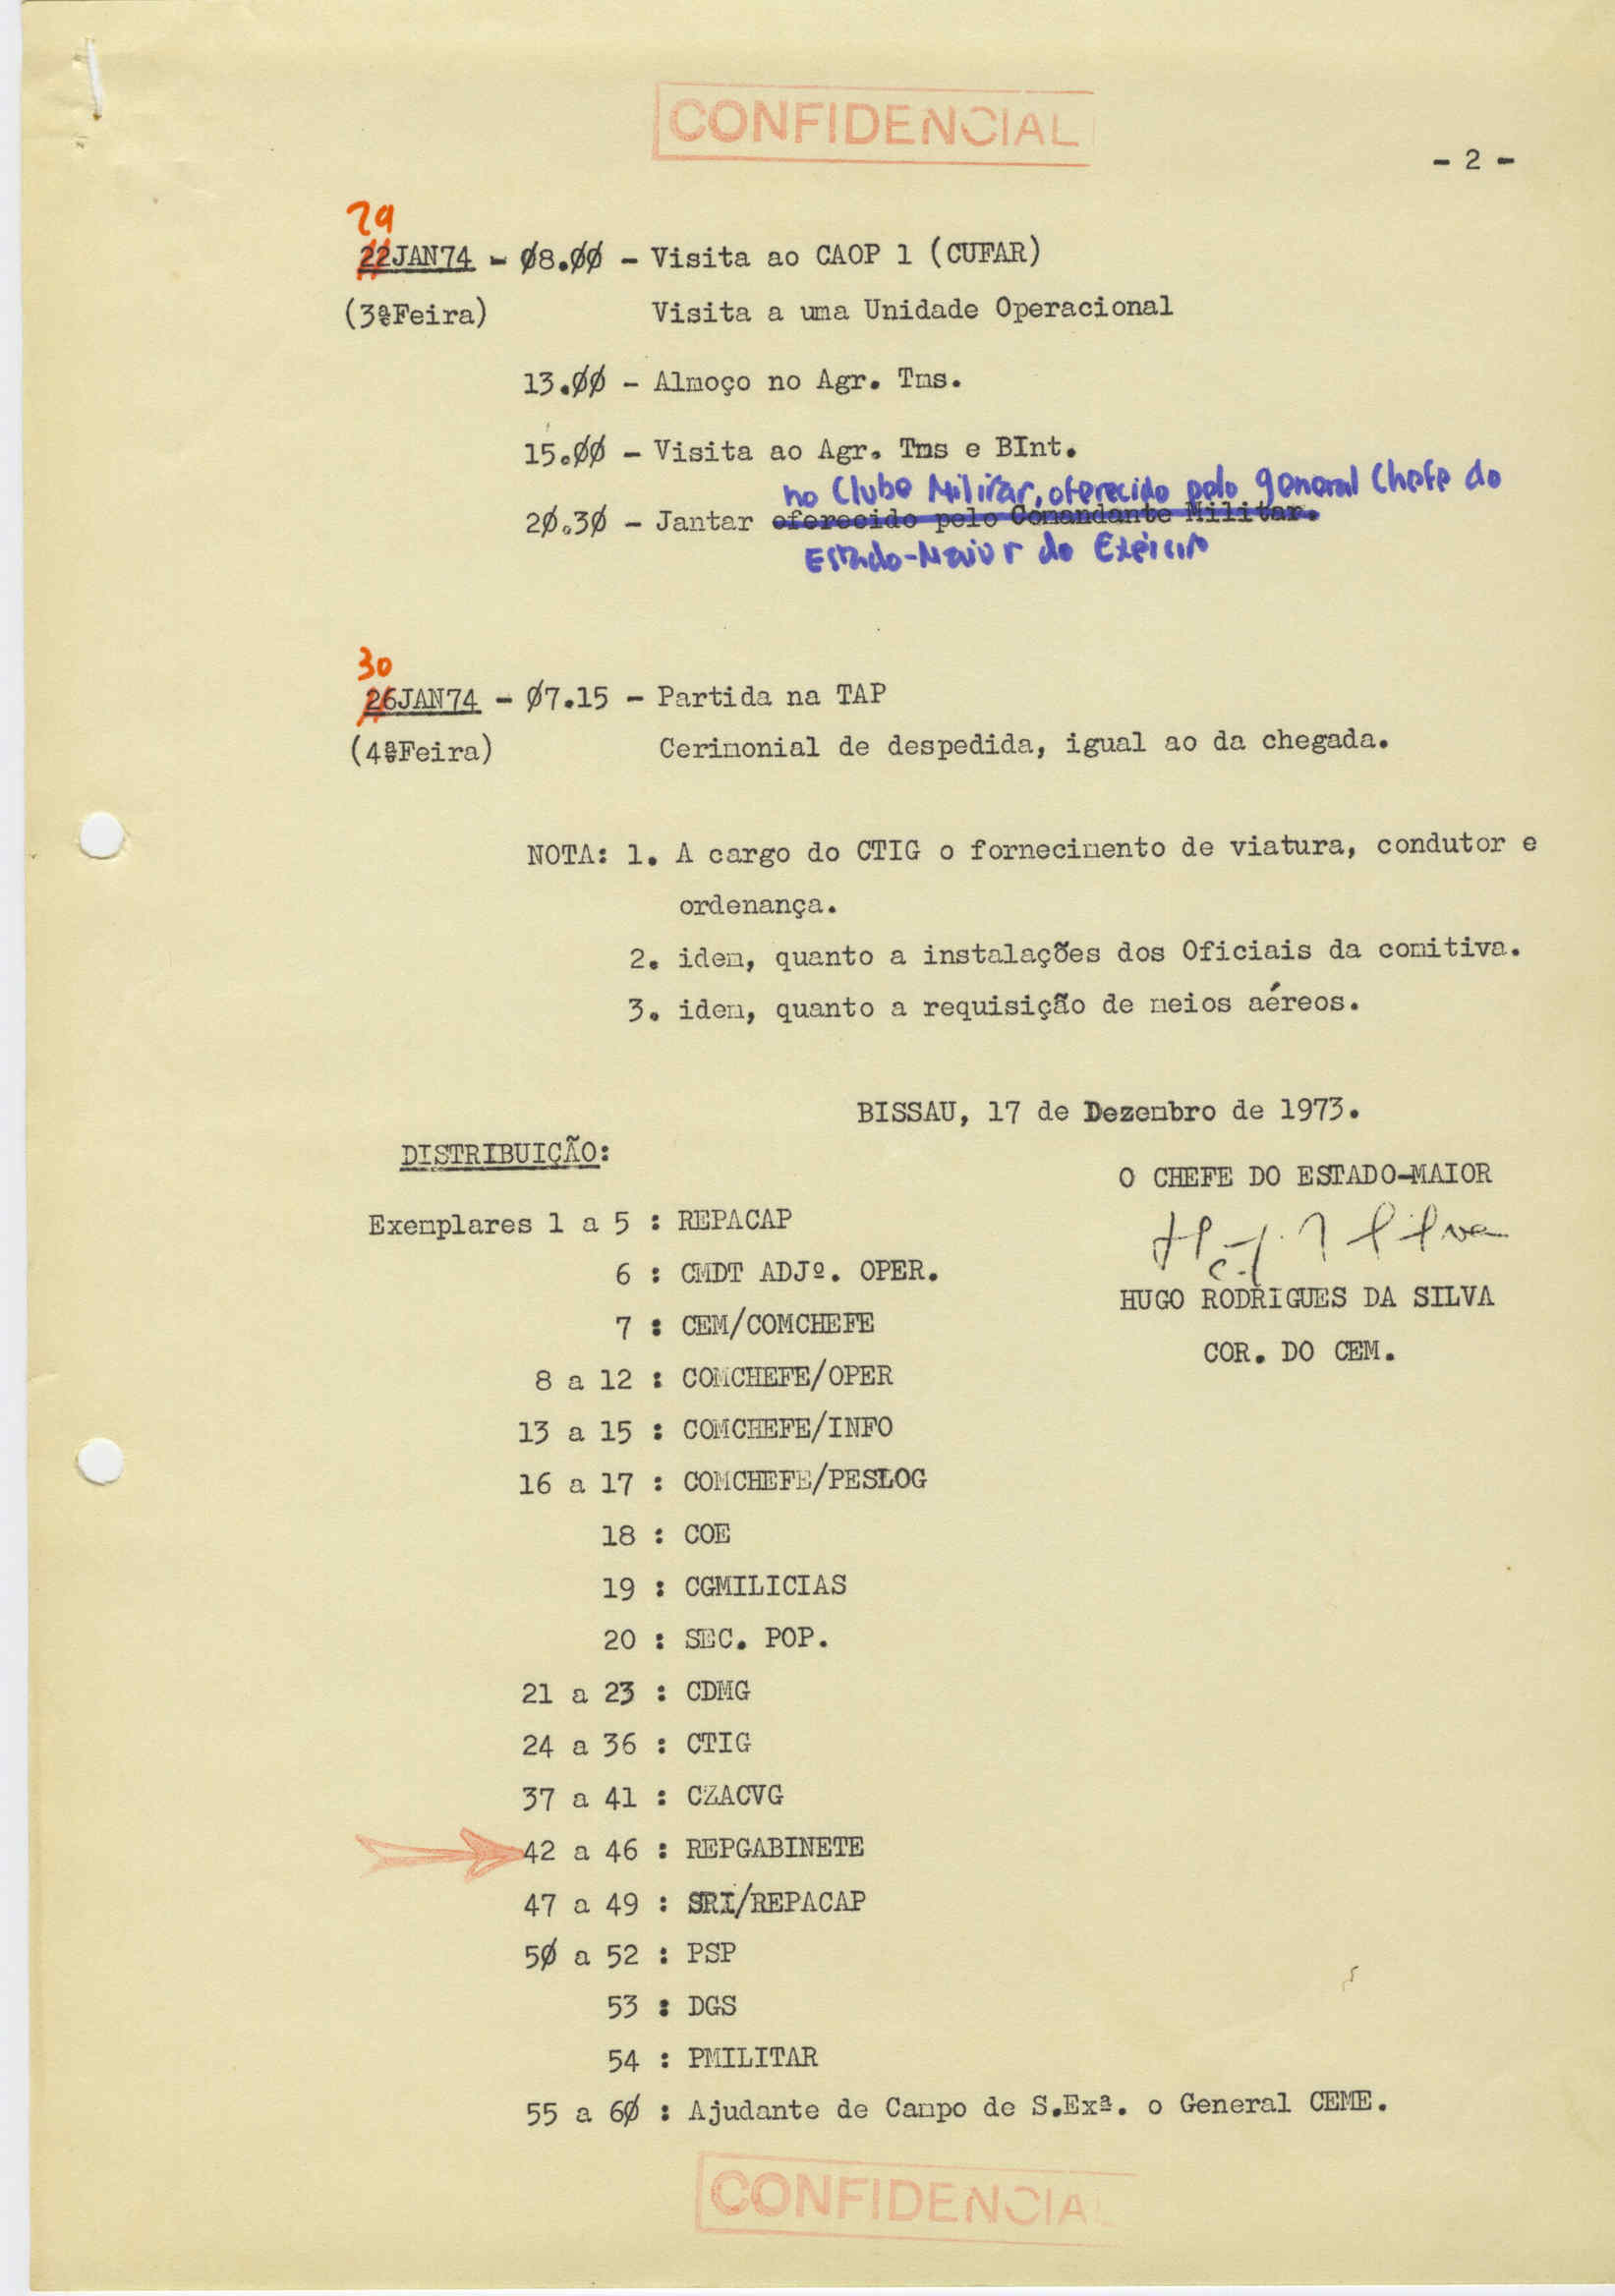 CONFIDENCIAL
- 2 -
29
22JAN74 - Ø8.ØØ - Visita ao CAOP 1 (CUFAR)
(3ªFeira) Visita a uma Unidade Operacional
13.ØØ - Almoço no Agr. Tms.
15.ØØ - Visita ao Agr. Tms e BInt.
no Clube Militar, oferecido pelo general Chefe do
2Ø.3Ø - Jantar oferecido pelo Comandante Militar.
Estado-Maior do Exército
30
26JAN74 - Ø7.15 - Partida na TAP
(4ªFeira) Cerimonial de despedida, igual ao da chegada.
NOTA: 1. A cargo do CTIG o fornecimento de viatura, condutor e
ordenança.
2. idem, quanto a instalações dos Oficiais da comitiva.
3. idem, quanto a requisição de meios aéreos.
BISSAU, 17 de Dezembro de 1973.
DISTRIBUIÇÃO:
O CHEFE DO ESTADO-MAIOR
Exemplares 1 a 5 : REPACAP
6 : CMDT ADJº. OPER.
HUGO RODRIGUES DA SILVA
7 : CEM/COMCHEFE
COR. DO CEM.
8 a 12 : COMCHEFE/OPER
13 a 15 : COMCHEFE/INFO
16 a 17 : COMCHEFE/PESLOG
18 : COE
19 : CGMILICIAS
20 : SEC. POP.
21 a 23 : CDMG
24 a 36 : CTIG
37 a 41 : CZACVG
42 a 46 : REPGABINETE
47 a 49 : SRI/REPACAP
5Ø a 52 : PSP
53 : DGS
54 : PMILITAR
55 a 6Ø : Ajudante de Campo de S.Exª. o General CEME.
CONFIDENCIA